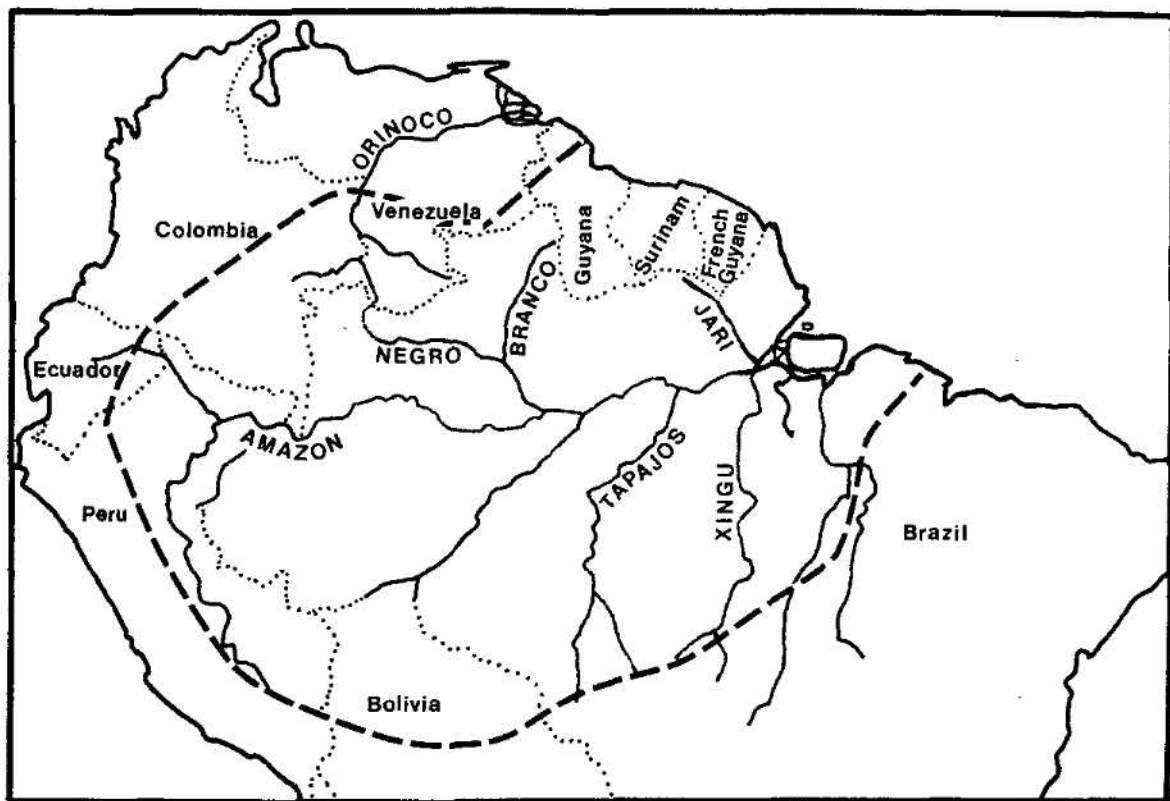 ORINOCO
Venezuela
Colombia
Guyana
Surinam
French
Guyana
BRANCO
JARI
NEGRO
Ecuador
AMAZON
TAPAJOS
XINGU
Peru
Brazil
Bolivia